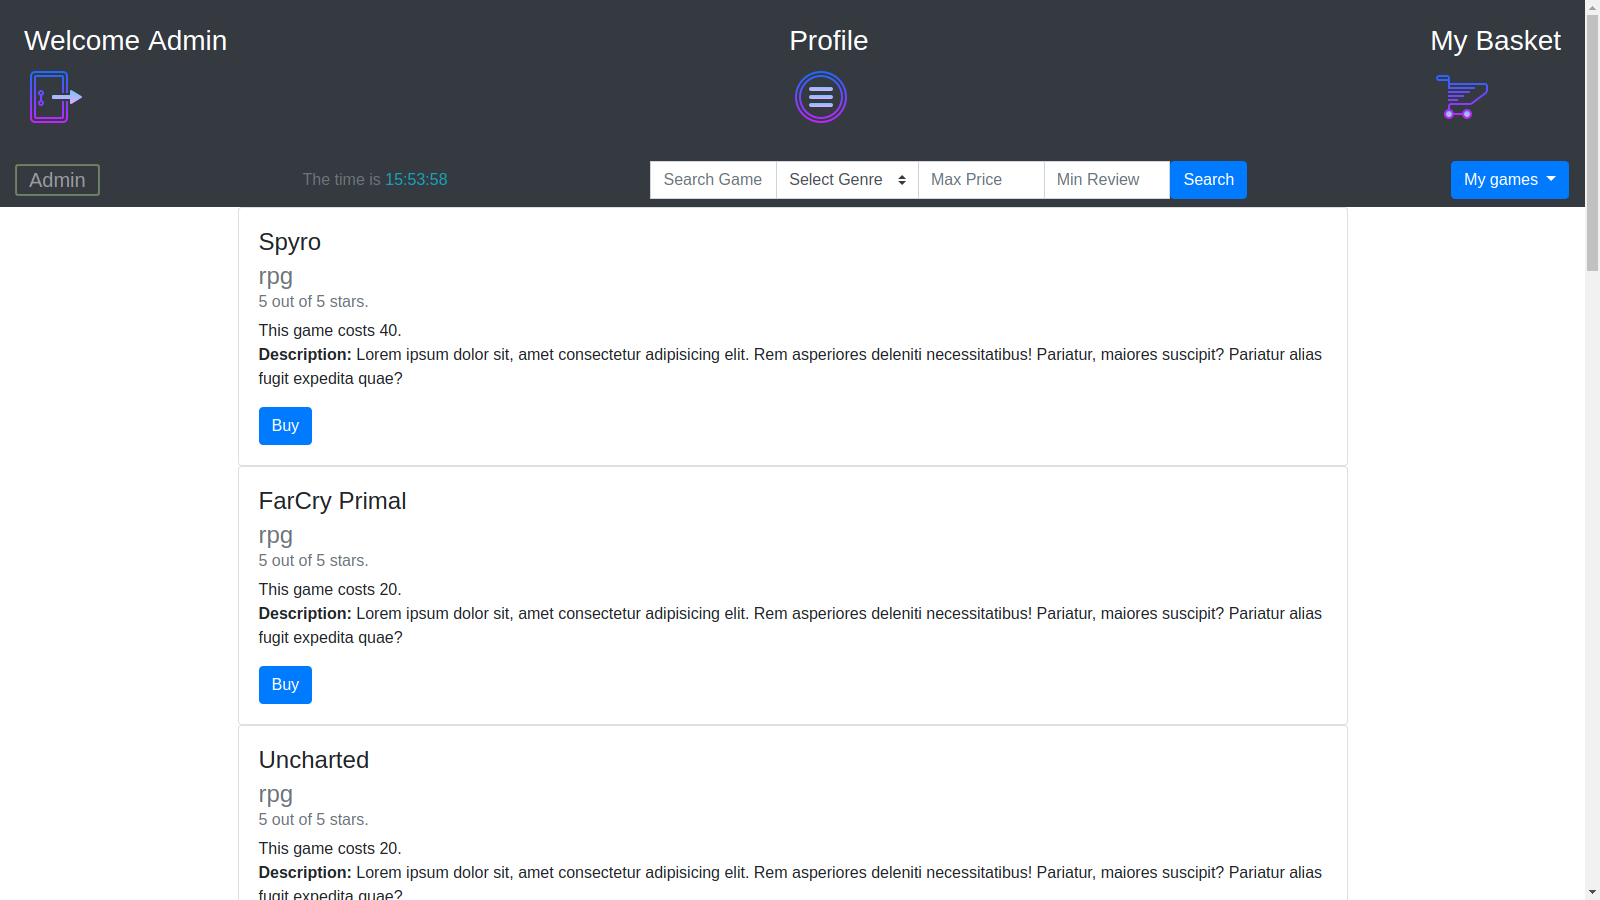 Welcome Admin
Profile
My Basket
Admin
The time is 15:53:58
Search Game
Select Genre
Max Price
Min Review
Search
My games
Spyro
rpg
5 out of 5 stars.
This game costs 40.
Description: Lorem ipsum dolor sit, amet consectetur adipisicing elit. Rem asperiores deleniti necessitatibus! Pariatur, maiores suscipit? Pariatur alias
fugit expedita quae?
Buy
FarCry Primal
rpg
5 out of 5 stars.
This game costs 20.
Description: Lorem ipsum dolor sit, amet consectetur adipisicing elit. Rem asperiores deleniti necessitatibus! Pariatur, maiores suscipit? Pariatur alias
fugit expedita quae?
Buy
Uncharted
rpg
5 out of 5 stars.
This game costs 20.
Description: Lorem ipsum dolor sit, amet consectetur adipisicing elit. Rem asperiores deleniti necessitatibus! Pariatur, maiores suscipit? Pariatur alias
fugit expedita quae?